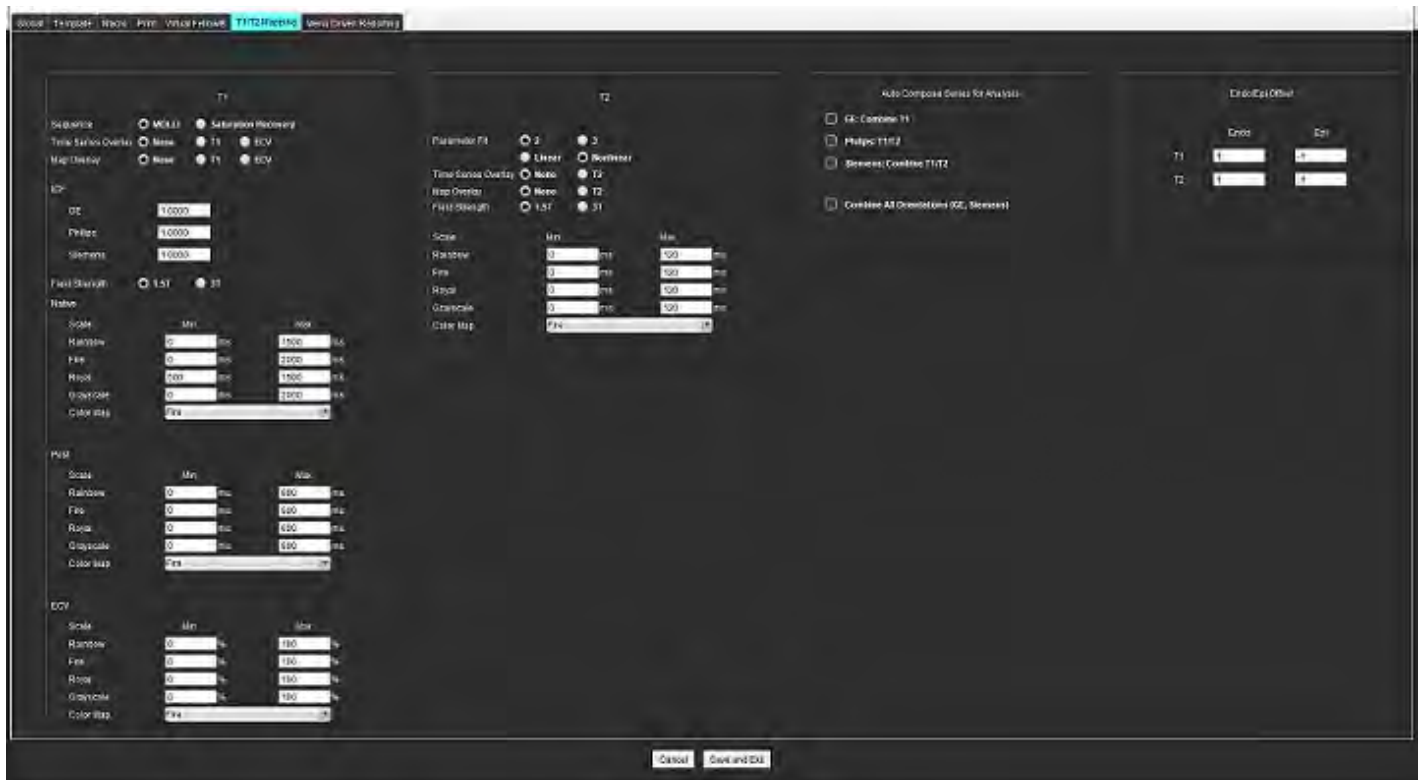 Global Template Macro Print Virtual Fellow® T1/T2 Mapping Menu Driven Reporting
T1
Sequence MOLLI Saturation Recovery
Time Series Overlay None T1 ECV
Map Overlay None T1 ECV
ICF
GE 1.0000
Philips 1.0000
Siemens 1.0000
Field Strength 1.5T 3T
Native
Scale Min Max
Rainbow 0 ms 1500 ms
Fire 0 ms 2000 ms
Royal 500 ms 1500 ms
Grayscale 0 ms 2000 ms
Color Map Fire
Post
Scale Min Max
Rainbow 0 ms 600 ms
Fire 0 ms 600 ms
Royal 0 ms 600 ms
Grayscale 0 ms 600 ms
Color Map Fire
ECV
Scale Min Max
Rainbow 0 % 100 %
Fire 0 % 100 %
Royal 0 % 100 %
Grayscale 0 % 100 %
Color Map Fire
T2
Parameter Fit 2 3
Linear Nonlinear
Time Series Overlay None T2
Map Overlay None T2
Field Strength 1.5T 3T
Scale Min Max
Rainbow 0 ms 120 ms
Fire 0 ms 120 ms
Royal 0 ms 120 ms
Grayscale 0 ms 120 ms
Color Map Fire
Auto Compose Series for Analysis
GE: Combine T1
Philips: T1/T2
Siemens: Combine T1/T2
Combine All Orientations (GE, Siemens)
Endo/Epi Offset
Endo Epi
T1 1 -1
T2 1 -1
Cancel Save and Exit